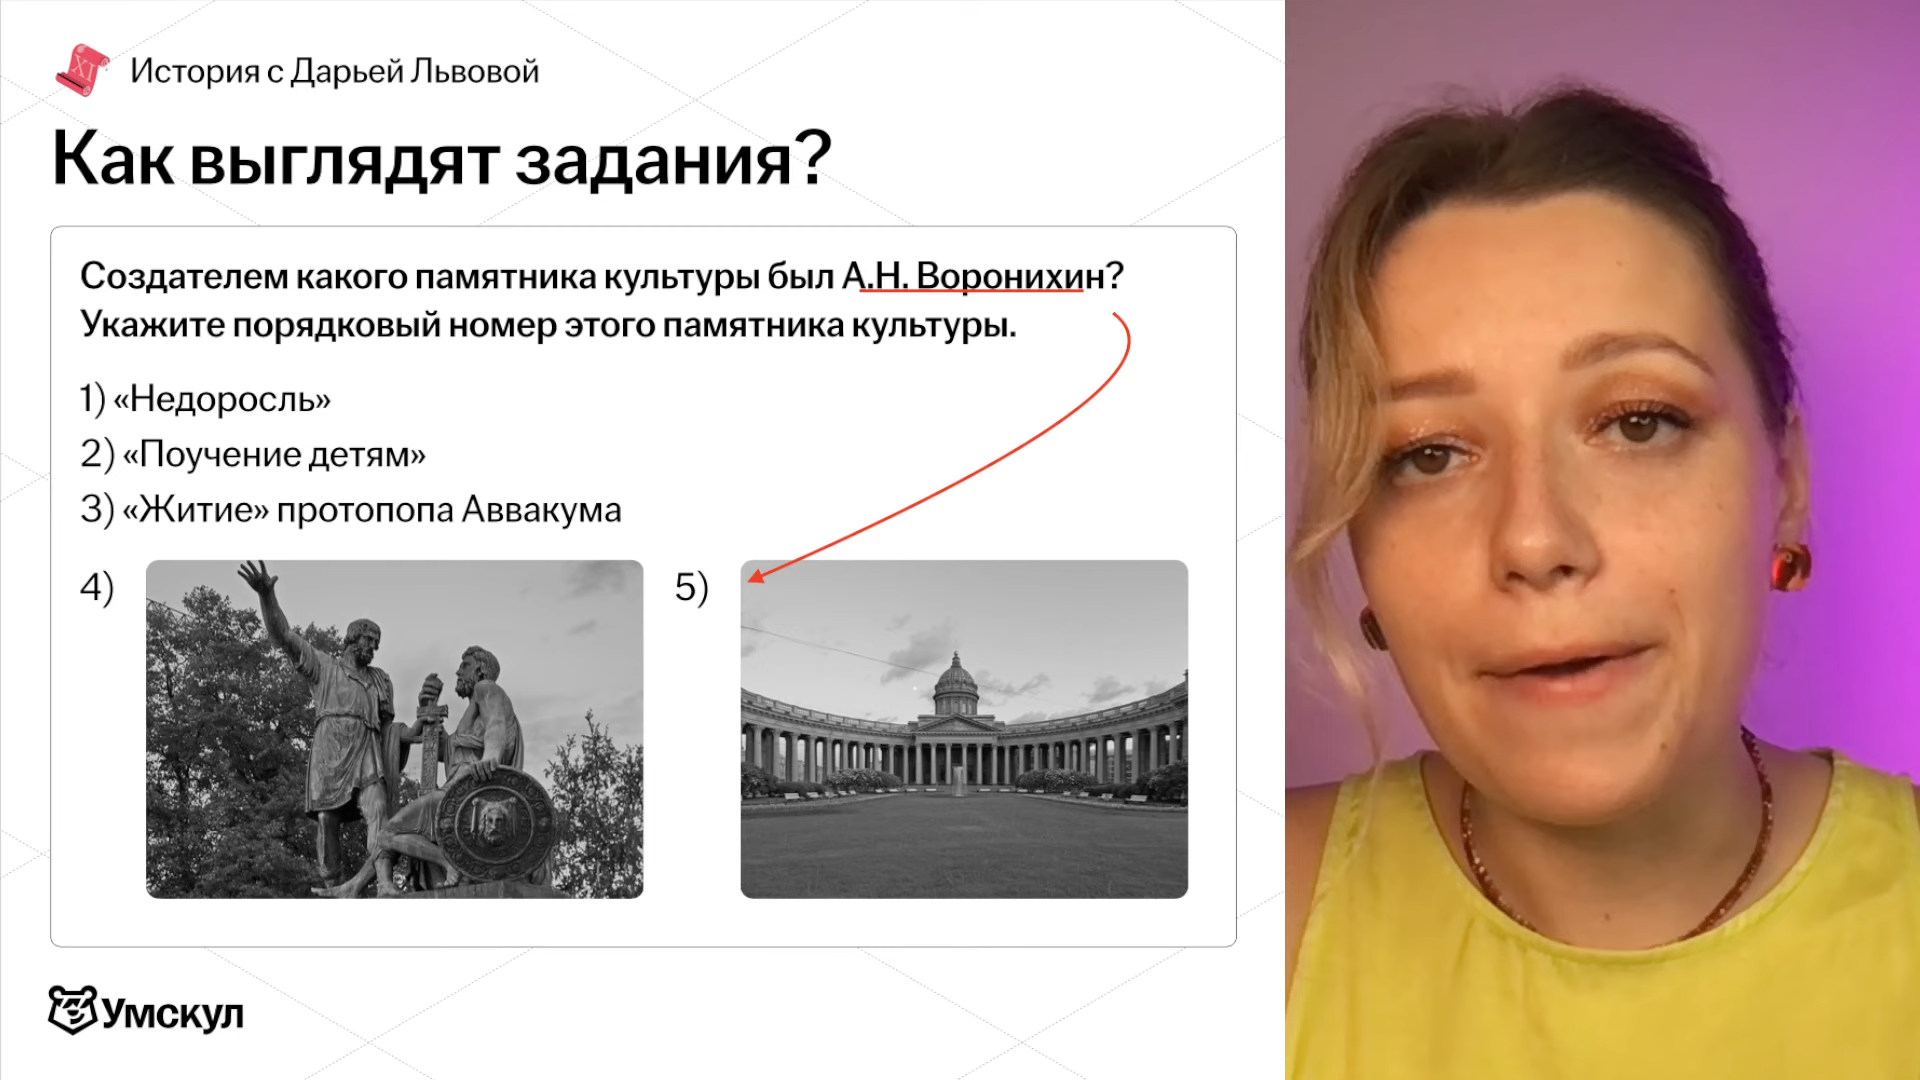 История с Дарьей Львовой
Как выглядят задания?
Создателем какого памятника культуры был А.Н. Воронихин?
Укажите порядковый номер этого памятника культуры.
1) «Недоросль»
2) «Поучение детям»
3) «Житие» протопопа Аввакума
4)
5)
Умскул